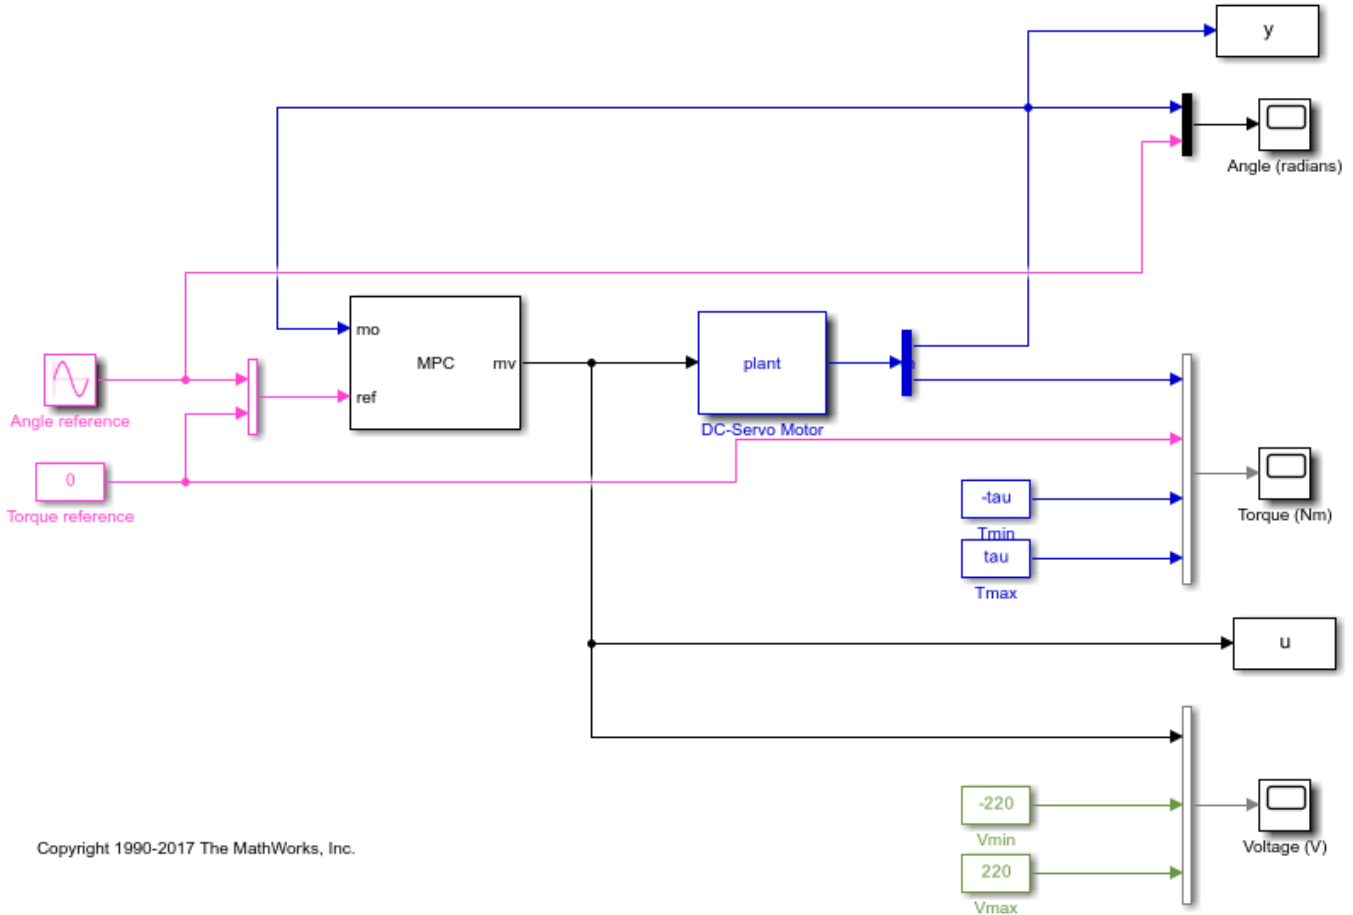 y
Angle (radians)
mo
MPC
mv
ref
plant
DC-Servo Motor
Angle reference
0
Torque reference
-tau
Tmin
tau
Tmax
Torque (Nm)
u
-220
Vmin
220
Vmax
Voltage (V)
Copyright 1990-2017 The MathWorks, Inc.